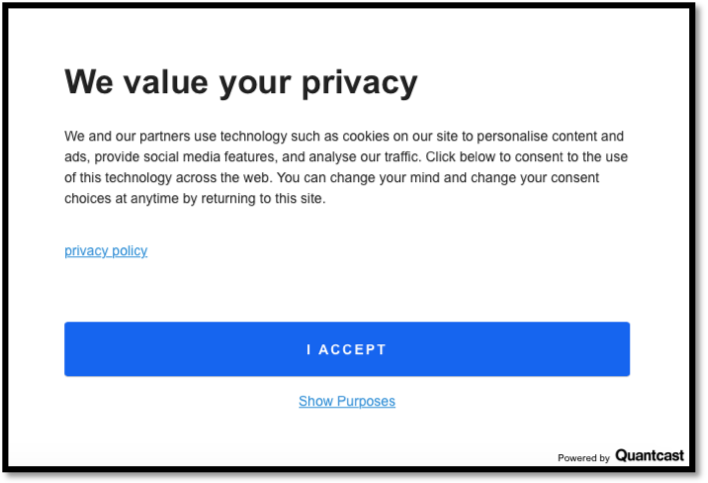 We value your privacy
We and our partners use technology such as cookies on our site to personalise content and
ads, provide social media features, and analyse our traffic. Click below to consent to the use
of this technology across the web. You can change your mind and change your consent
choices at anytime by returning to this site.
privacy policy
I ACCEPT
Show Purposes
Powered by Quantcast